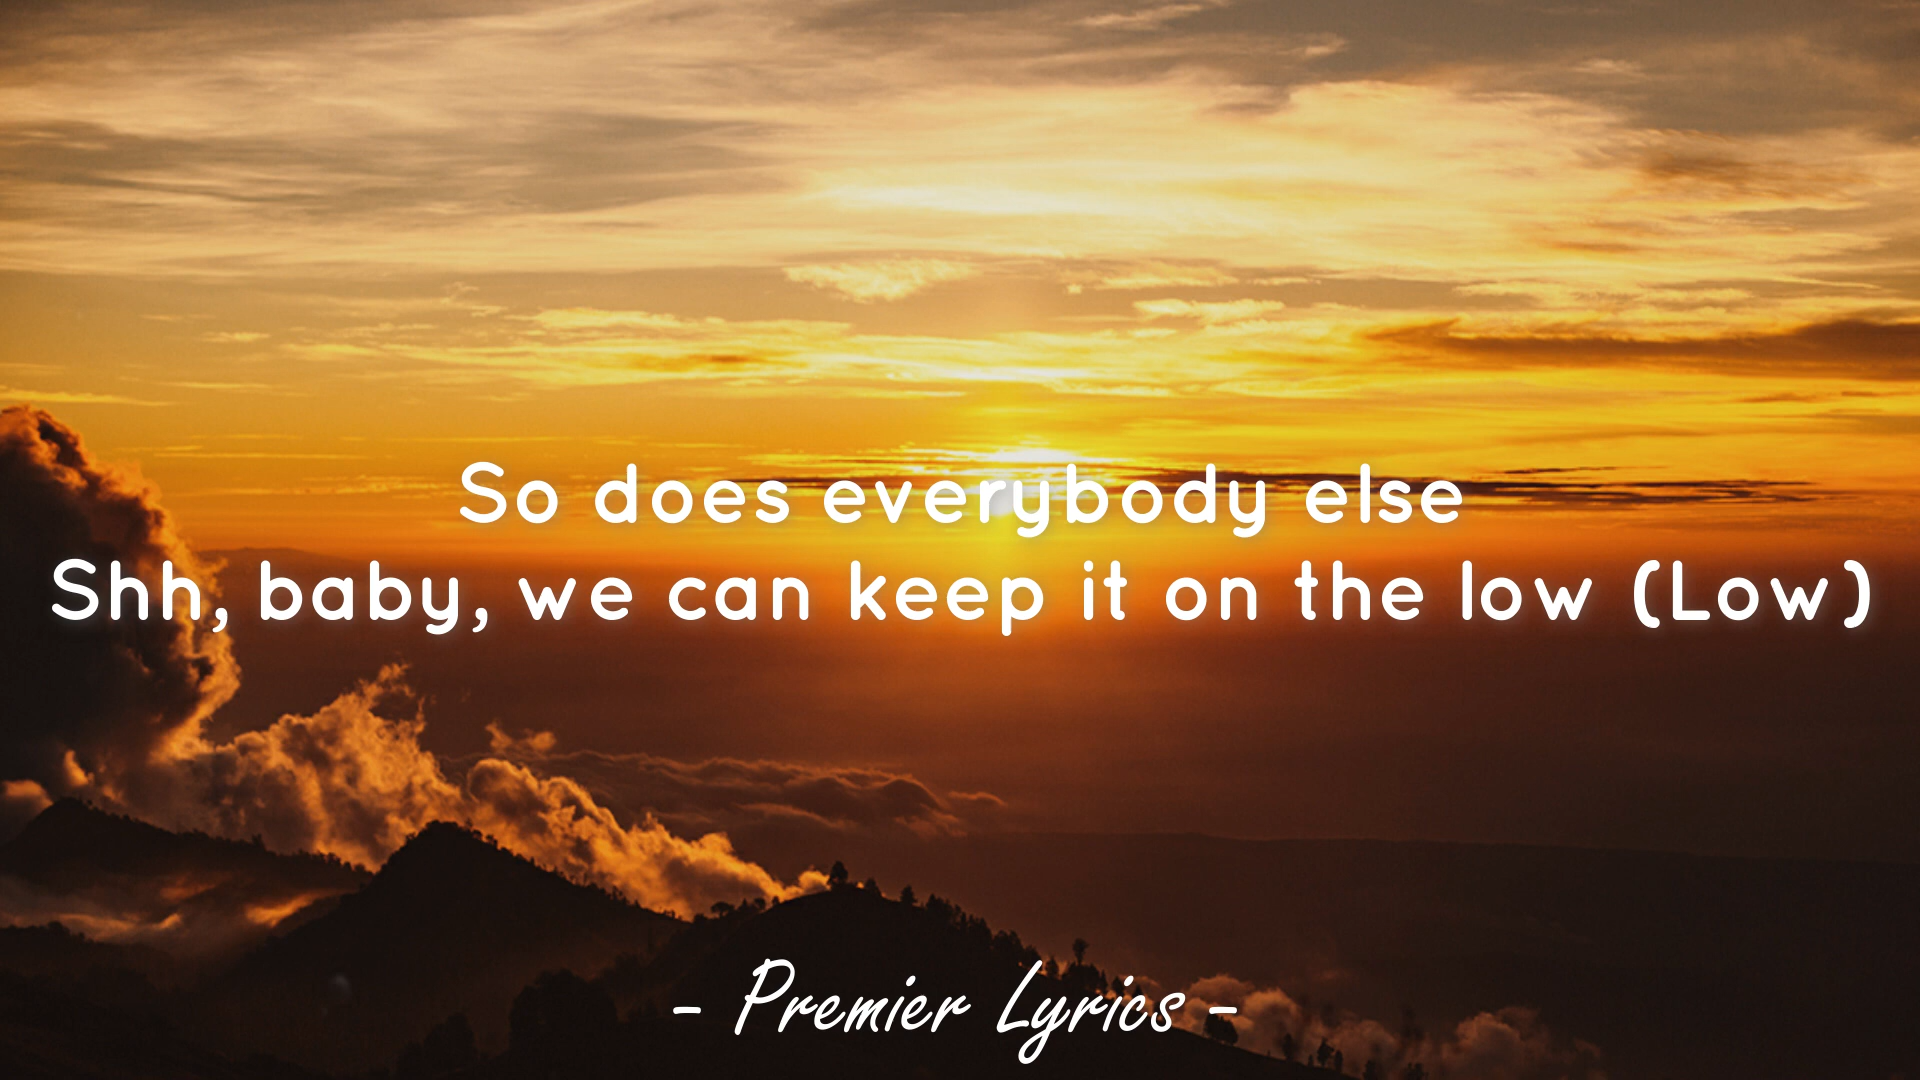 So does everybody else
Shh, baby, we can keep it on the low (Low)
- Premier Lyrics -